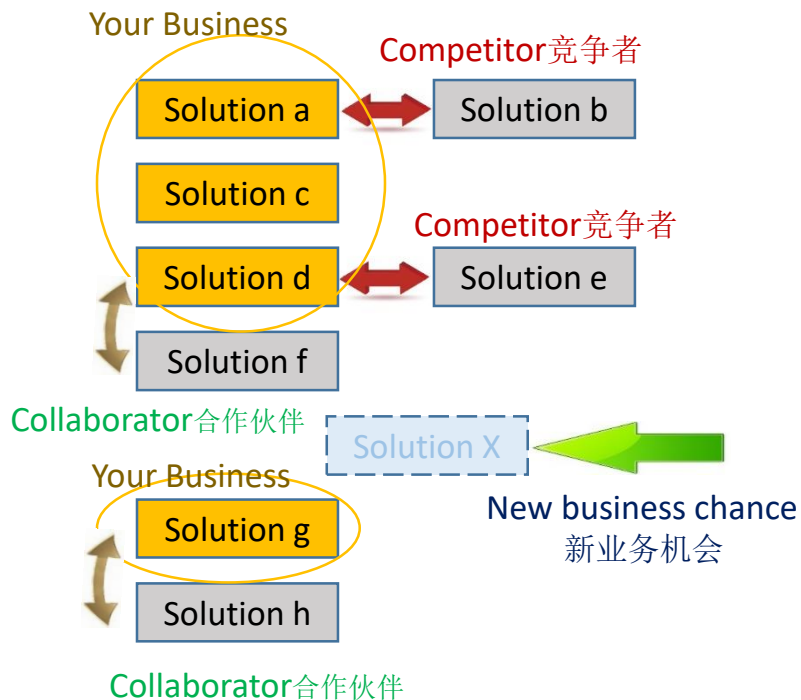 Your Business
Competitor竞争者
Solution a
Solution b
Solution c
Competitor竞争者
Solution d
Solution e
Solution f
Collaborator合作伙伴
Solution X
Your Business
New business chance
新业务机会
Solution g
Solution h
Collaborator合作伙伴